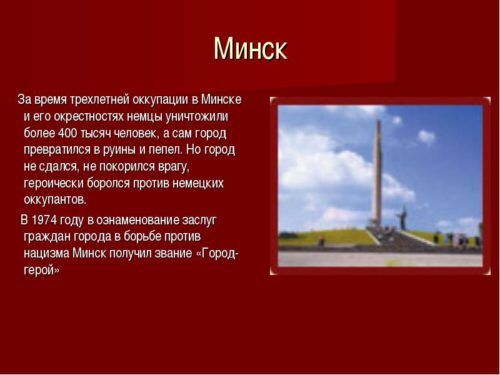 Минск
За время трехлетней оккупации в Минске
и его окрестностях немцы уничтожили
более 400 тысяч человек, а сам город
превратился в руины и пепел. Но город
не сдался, не покорился врагу,
героически боролся против немецких
оккупантов.
В 1974 году в ознаменование заслуг
граждан города в борьбе против
нацизма Минск получил звание «Город-
герой»